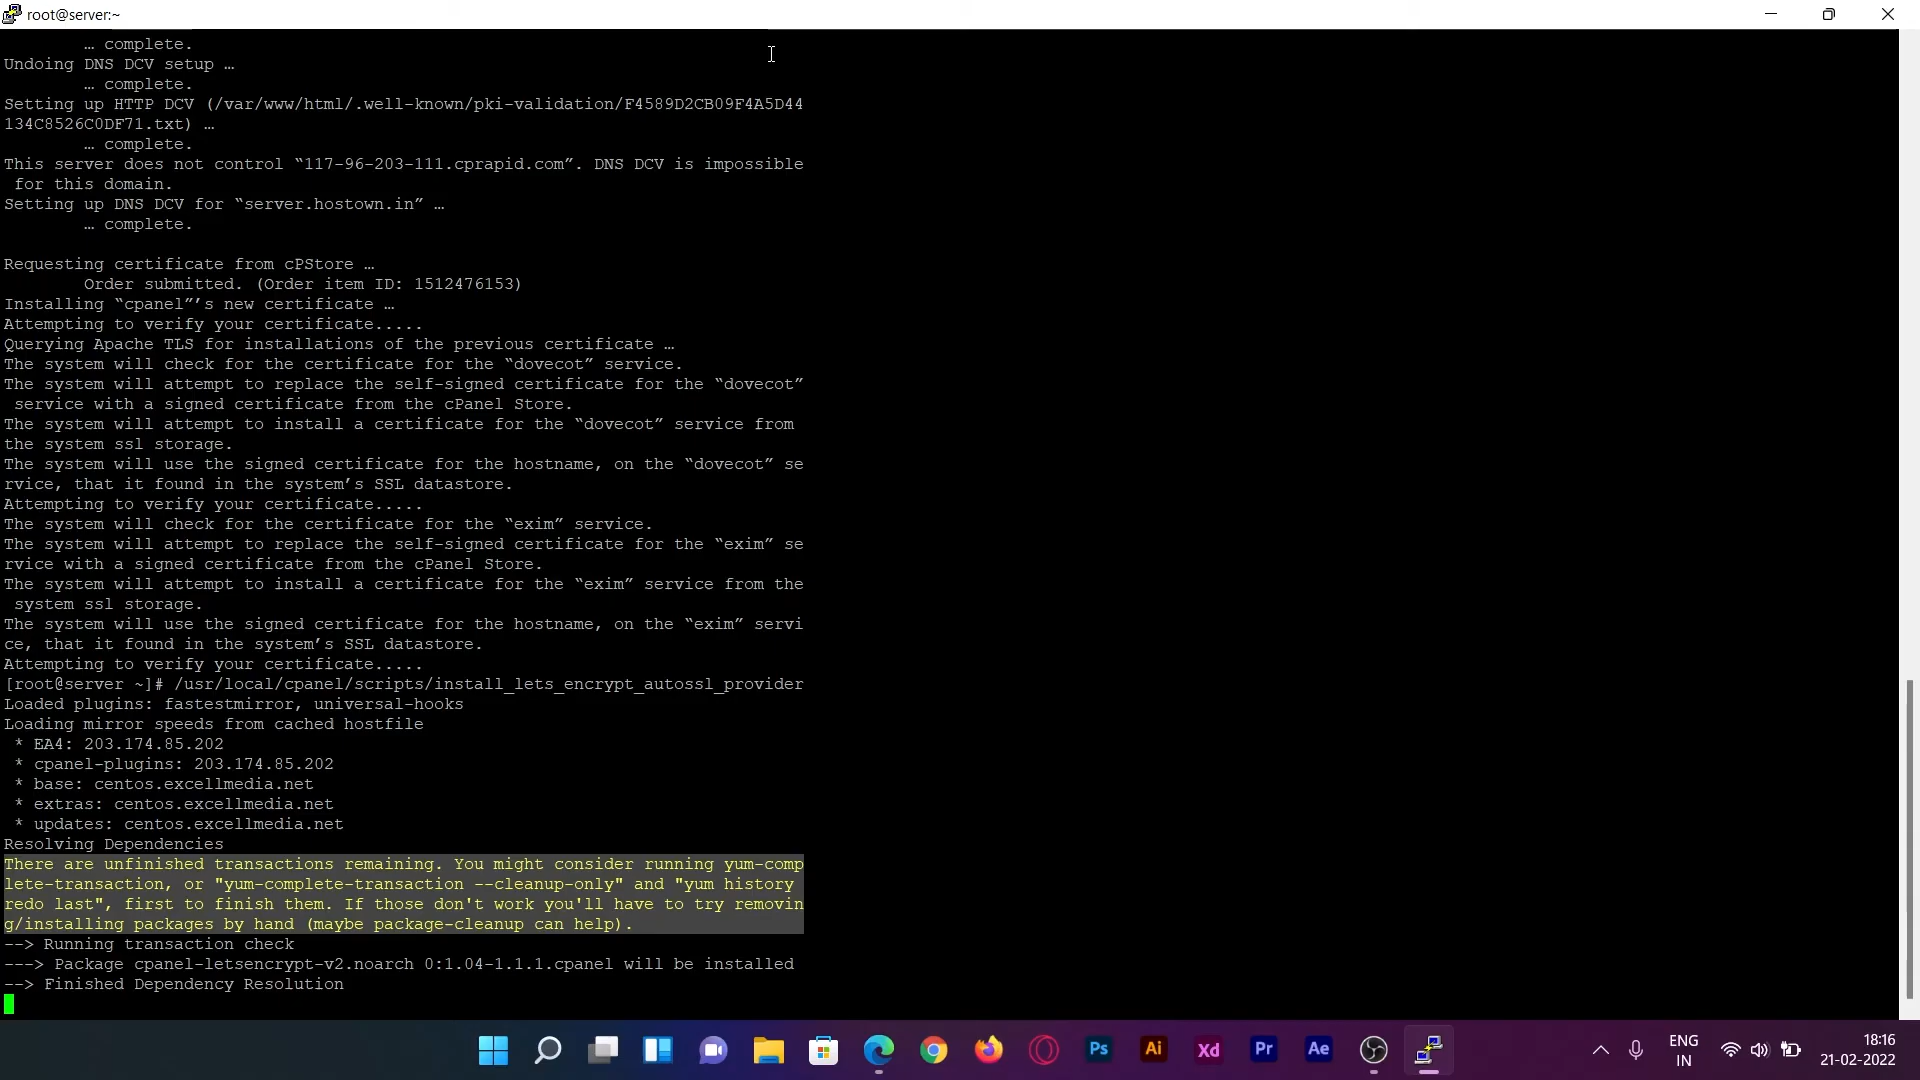 root@server:~
… complete.
Undoing DNS DCV setup …
… complete.
Setting up HTTP DCV (/var/www/html/.well-known/pki-validation/F4589D2CB09F4A5D44
134C8526C0DF71.txt) …
… complete.
This server does not control “117-96-203-111.cprapid.com”. DNS DCV is impossible
for this domain.
Setting up DNS DCV for “server.hostown.in” …
… complete.
Requesting certificate from cPStore …
Order submitted. (Order item ID: 1512476153)
Installing “cpanel”’s new certificate …
Attempting to verify your certificate.....
Querying Apache TLS for installations of the previous certificate …
The system will check for the certificate for the “dovecot” service.
The system will attempt to replace the self-signed certificate for the “dovecot”
service with a signed certificate from the cPanel Store.
The system will attempt to install a certificate for the “dovecot” service from
the system ssl storage.
The system will use the signed certificate for the hostname, on the “dovecot” se
rvice, that it found in the system’s SSL datastore.
Attempting to verify your certificate.....
The system will check for the certificate for the “exim” service.
The system will attempt to replace the self-signed certificate for the “exim” se
rvice with a signed certificate from the cPanel Store.
The system will attempt to install a certificate for the “exim” service from the
system ssl storage.
The system will use the signed certificate for the hostname, on the “exim” servi
ce, that it found in the system’s SSL datastore.
Attempting to verify your certificate.....
[root@server ~]# /usr/local/cpanel/scripts/install_lets_encrypt_autossl_provider
Loaded plugins: fastestmirror, universal-hooks
Loading mirror speeds from cached hostfile
* EA4: 203.174.85.202
* cpanel-plugins: 203.174.85.202
* base: centos.excellmedia.net
* extras: centos.excellmedia.net
* updates: centos.excellmedia.net
Resolving Dependencies
There are unfinished transactions remaining. You might consider running yum-comp
lete-transaction, or "yum-complete-transaction --cleanup-only" and "yum history
redo last", first to finish them. If those don't work you'll have to try removin
g/installing packages by hand (maybe package-cleanup can help).
--> Running transaction check
---> Package cpanel-letsencrypt-v2.noarch 0:1.04-1.1.1.cpanel will be installed
--> Finished Dependency Resolution
Ps
Ai
Xd
Pr
Ae
ENG
IN
18:16
21-02-2022